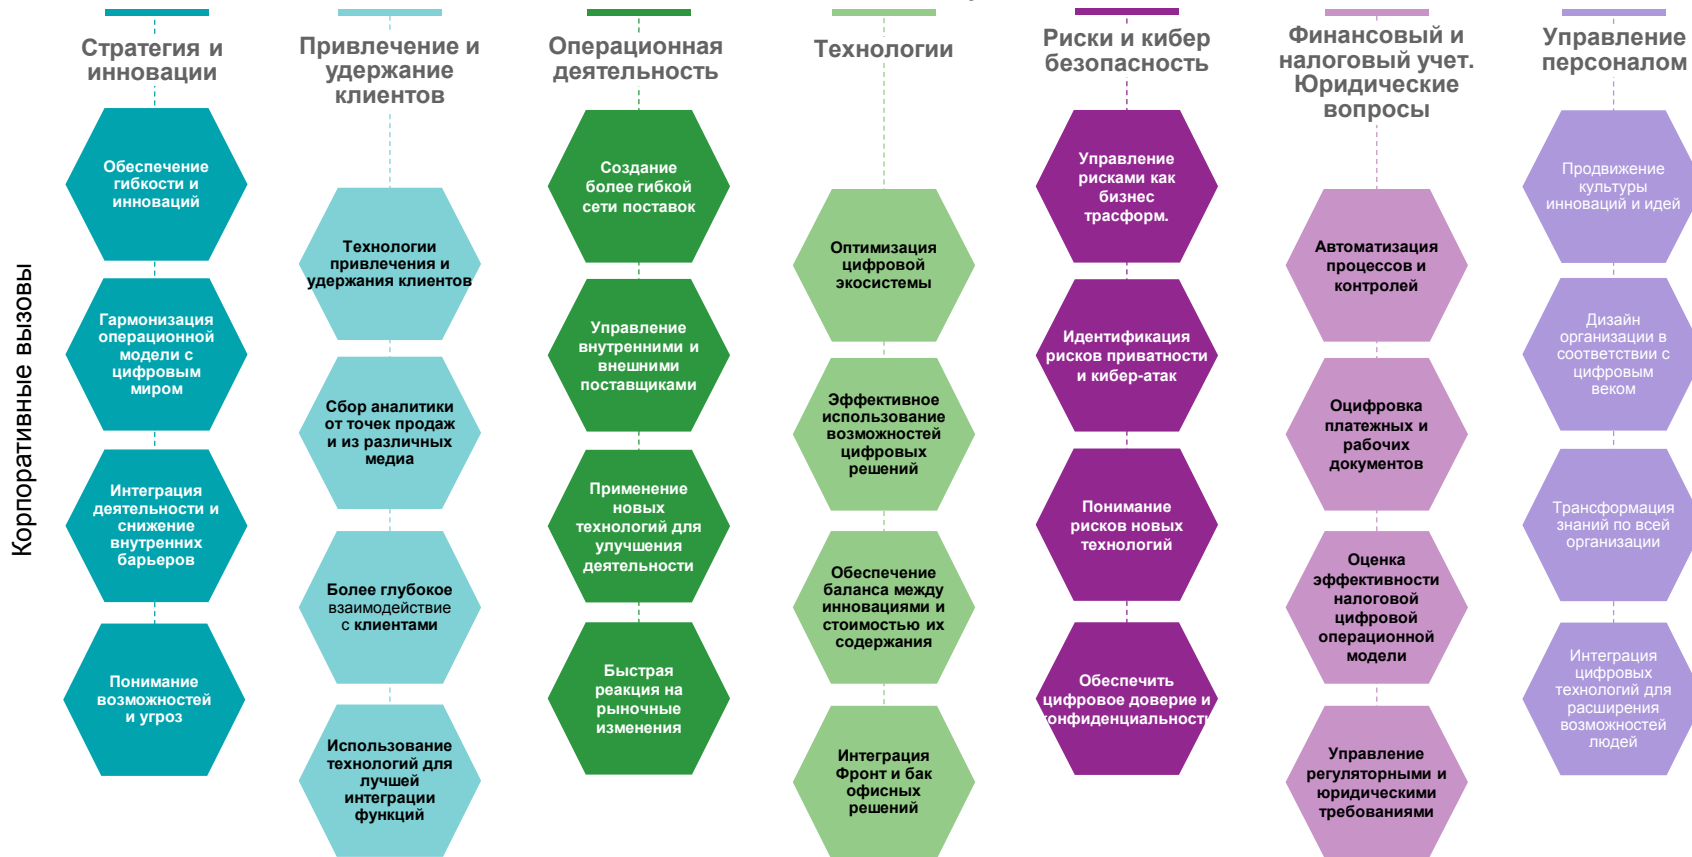 Корпоративные вызовы
Стратегия и
инновации
Обеспечение
гибкости и
инноваций
Гармонизация
операционной
модели с
цифровым
миром
Интеграция
деятельности и
снижение
внутренних
барьеров
Понимание
возможностей
и угроз
Привлечение и
удержание
клиентов
Технологии
привлечения и
удержания клиентов
Сбор аналитики
от точек продаж
и из различных
медиа
Более глубокое
взаимодействие
с клиентами
Использование
технологий для
лучшей
интеграции
функций
Операционная
деятельность
Создание
более гибкой
сети поставок
Управление
внутренними и
внешними
поставщиками
Применение
новых
технологий для
улучшения
деятельности
Быстрая
реакция на
рыночные
изменения
Технологии
Оптимизация
цифровой
экосистемы
Эффективное
использование
возможностей
цифровых
решений
Обеспечение
баланса между
инновациями и
стоимостью их
содержания
Интеграция
Фронт и бак
офисных
решений
Риски и кибер
безопасность
Управление
рисками как
бизнес
трасформ.
Идентификация
рисков приватности
и кибер-атак
Понимание
рисков новых
технологий
Обеспечить
цифровое доверие и
конфиденциальность
Финансовый и
налоговый учет.
Юридические
вопросы
Автоматизация
процессов и
контролей
Оцифровка
платежных и
рабочих
документов
Оценка
эффективности
налоговой
цифровой
операционной
модели
Управление
регуляторными и
юридическими
требованиями
Управление
персоналом
Продвижение
культуры
инноваций и идей
Дизайн
организации в
соответствии с
цифровым
веком
Трансформация
знаний по всей
организации
Интеграция
цифровых
технологий для
расширения
возможностей
людей